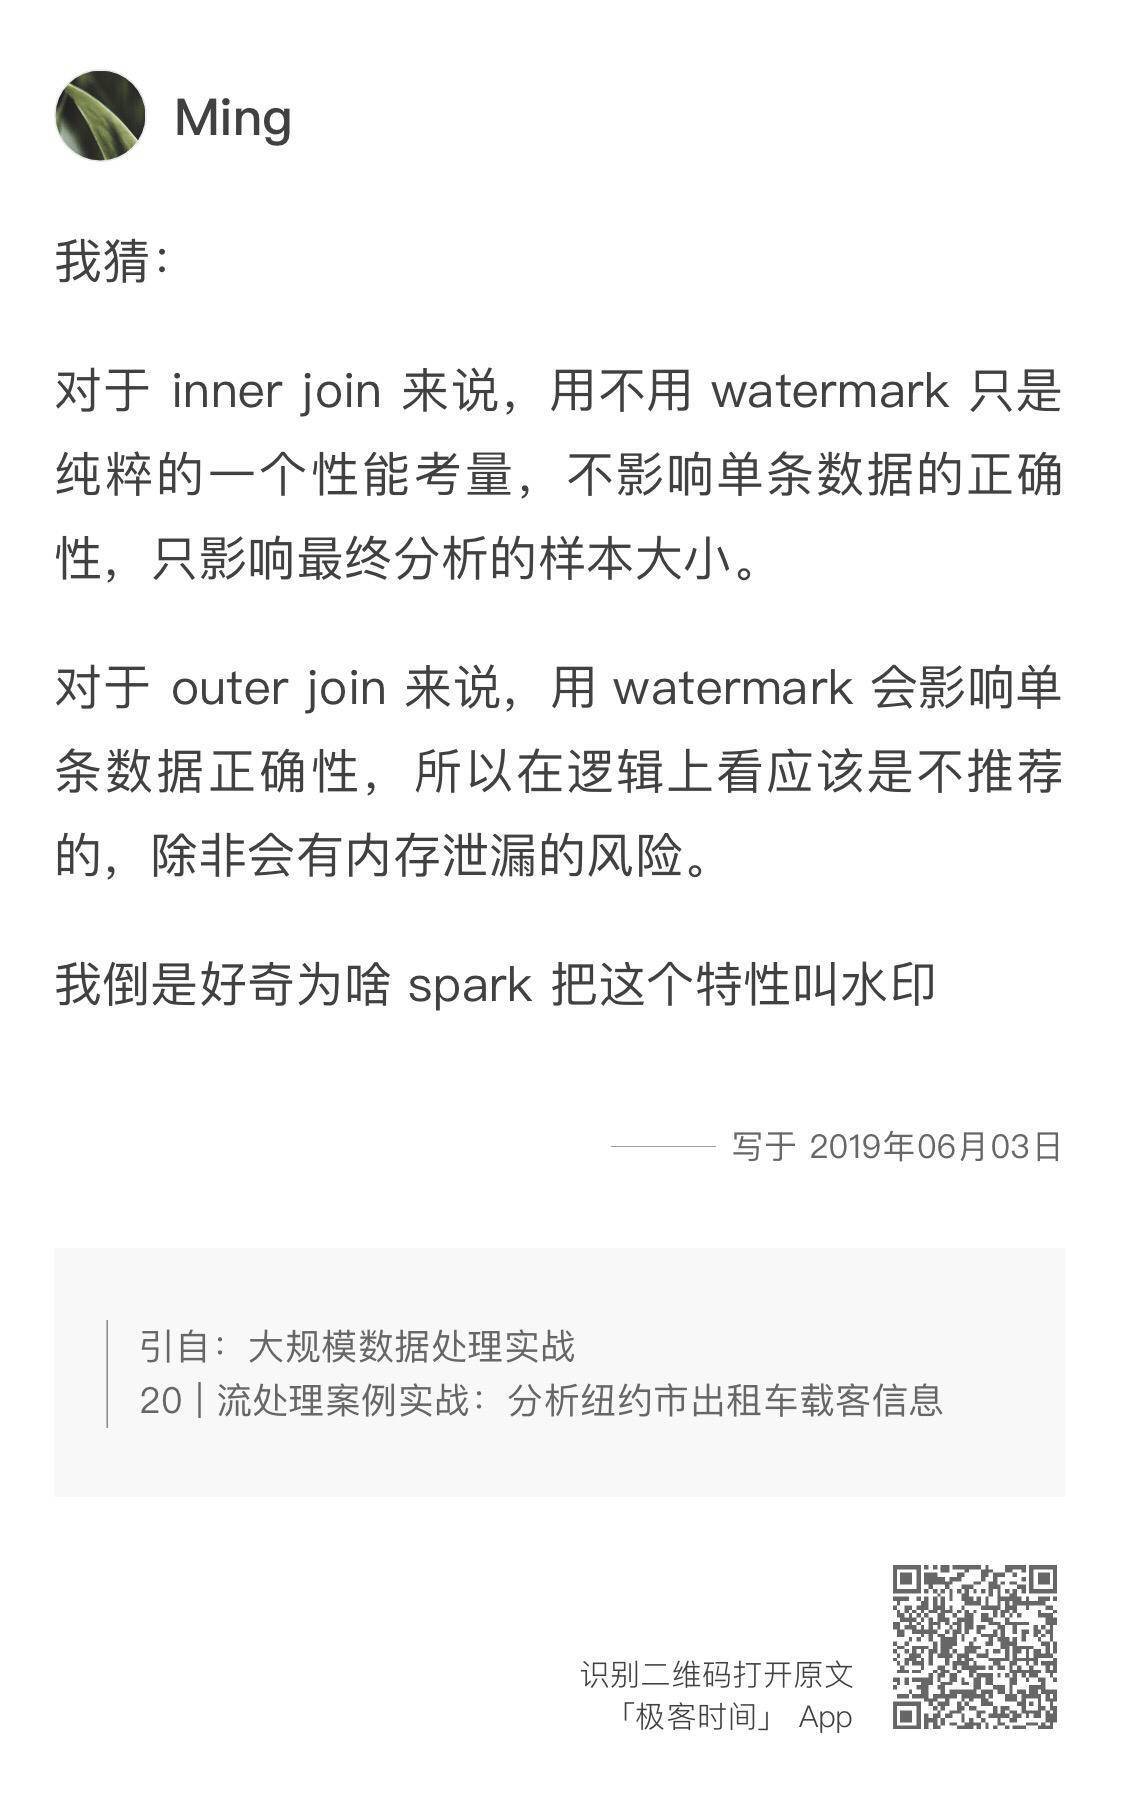 Ming
我猜：
对于 inner join 来说，用不用 watermark 只是
纯粹的一个性能考量，不影响单条数据的正确
性，只影响最终分析的样本大小。
对于 outer join 来说，用 watermark 会影响单
条数据正确性，所以在逻辑上看应该是不推荐
的，除非会有内存泄漏的风险。
我倒是好奇为啥 spark 把这个特性叫水印
写于 2019年06月03日
引自：大规模数据处理实战
20 | 流处理案例实战：分析纽约市出租车载客信息
识别二维码打开原文
「极客时间」 App